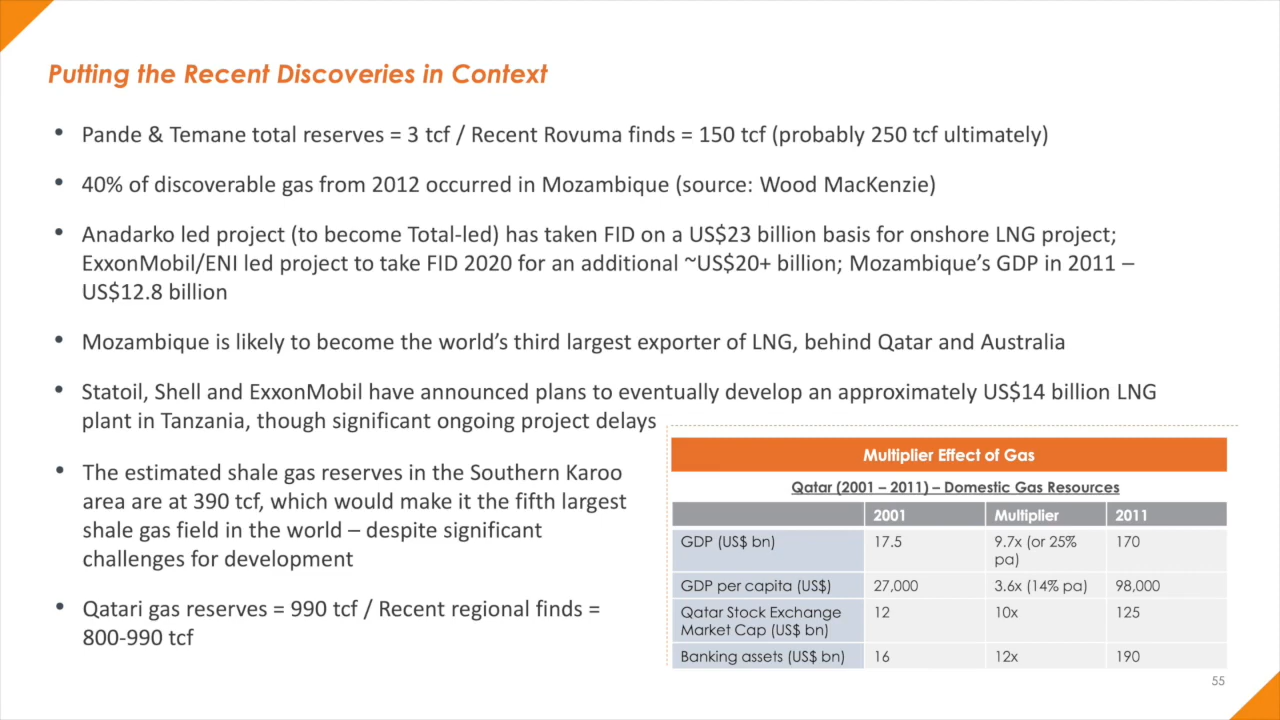 Putting the Recent Discoveries in Context
• Pande & Temane total reserves = 3 tcf / Recent Rovuma finds = 150 tcf (probably 250 tcf ultimately)
• 40% of discoverable gas from 2012 occurred in Mozambique (source: Wood MacKenzie)
• Anadarko led project (to become Total-led) has taken FID on a US$23 billion basis for onshore LNG project;
ExxonMobil/ENI led project to take FID 2020 for an additional ~US$20+ billion; Mozambique's GDP in 2011 –
US$12.8 billion
• Mozambique is likely to become the world's third largest exporter of LNG, behind Qatar and Australia
• Statoil, Shell and ExxonMobil have announced plans to eventually develop an approximately US$14 billion LNG
plant in Tanzania, though significant ongoing project delays
• The estimated shale gas reserves in the Southern Karoo
area are at 390 tcf, which would make it the fifth largest
shale gas field in the world – despite significant
challenges for development
• Qatari gas reserves = 990 tcf / Recent regional finds =
800-990 tcf
Multiplier Effect of Gas
Qatar (2001 – 2011) – Domestic Gas Resources
2001 Multiplier 2011
GDP (US$ bn) 17.5 9.7x (or 25% 170
pa)
GDP per capita (US$) 27,000 3.6x (14% pa) 98,000
Qatar Stock Exchange 12 10x 125
Market Cap (US$ bn)
Banking assets (US$ bn) 16 12x 190
55